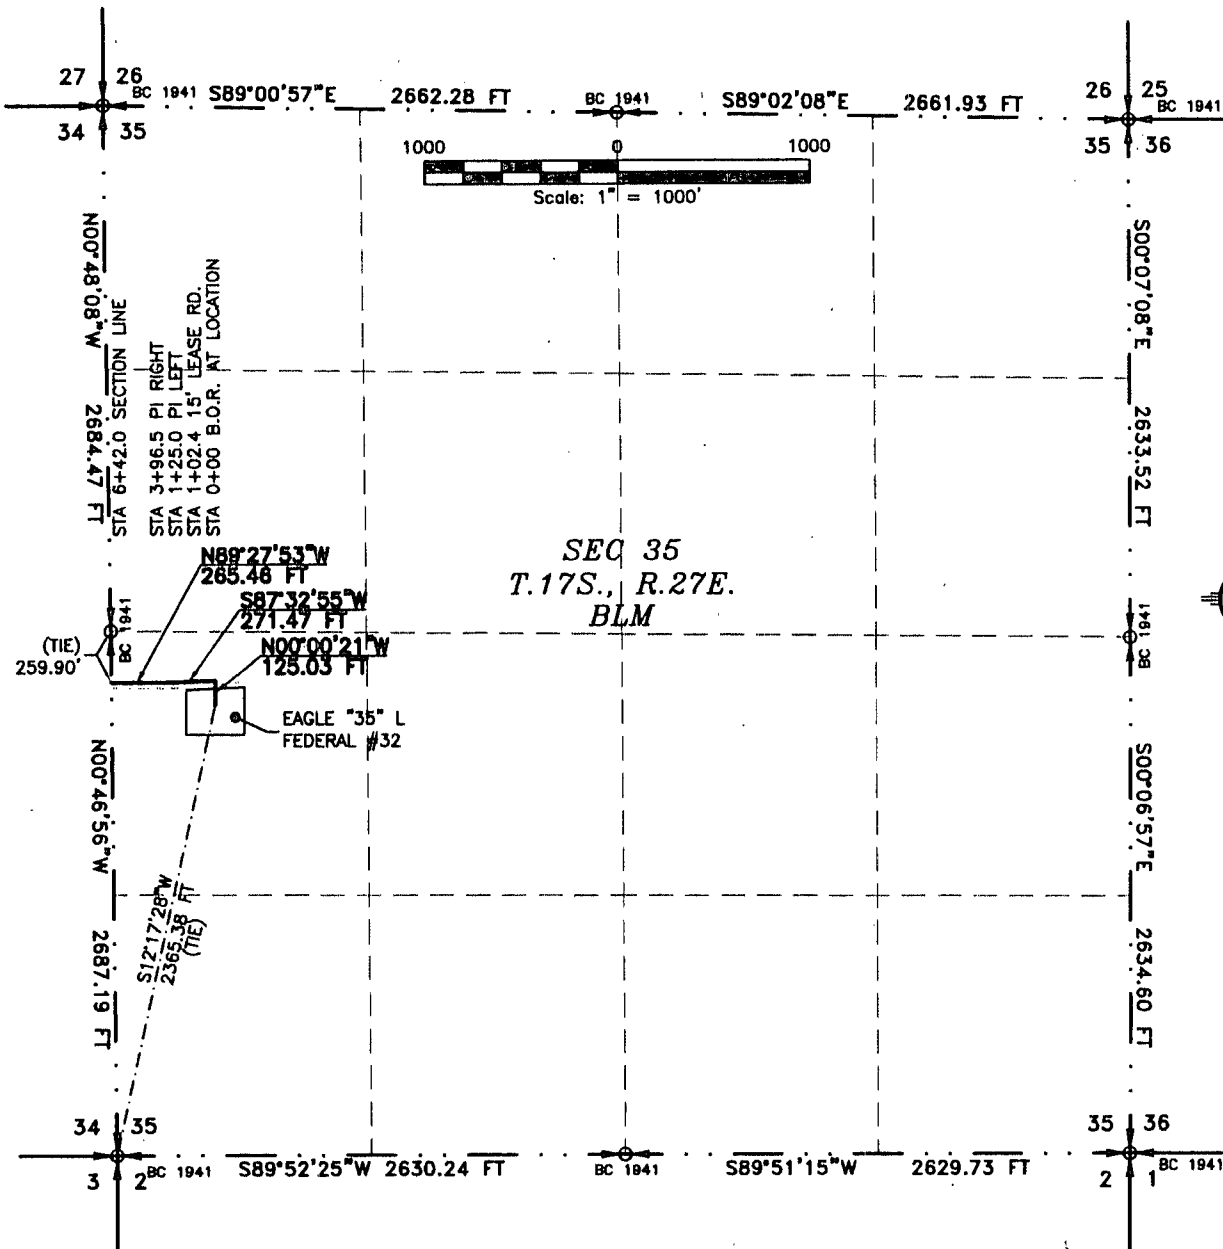 27 26
BC 1941 S89°00'57"E 2662.28 FT
BC 1941
S89°02'08"E 2661.93 FT
26 25
BC 1941
34 35
35 36
1000 0 1000
Scale: 1" = 1000'
N00°48'08"W 2684.47 FT
STA 6+42.0 SECTION LINE
STA 3+96.5 PI RIGHT
STA 1+25.0 PI LEFT
STA 1+02.4 15' LEASE RD.
STA 0+00 B.O.R. AT LOCATION
S00°07'08"E 2633.52 FT
SEC 35
T.17S., R.27E.
BLM
N89°27'53"W
265.46 FT
S87°32'55"W
271.47 FT
N00°00'21"W
125.03 FT
(TIE)
259.90'
BC 1941
BC 1941
EAGLE "35" L
FEDERAL #32
N00°46'56"W 2687.19 FT
S12°17'28"W
2365.38 FT
(TIE)
S00°06'57"E 2634.60 FT
34 35
35 36
3 2
BC 1941 S89°52'25"W 2630.24 FT
BC 1941
S89°51'15"W 2629.73 FT
2 1
BC 1941